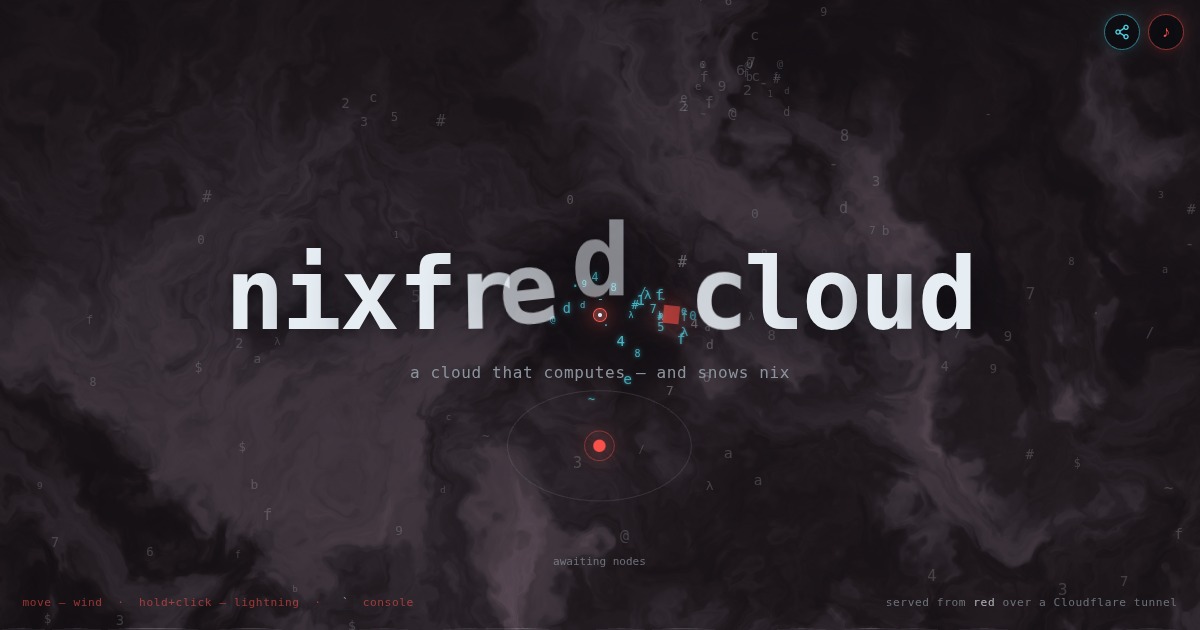 nixfred cloud
a cloud that computes — and snows nix
awaiting nodes
move — wind · hold+click — lightning · ` console
served from red over a Cloudflare tunnel